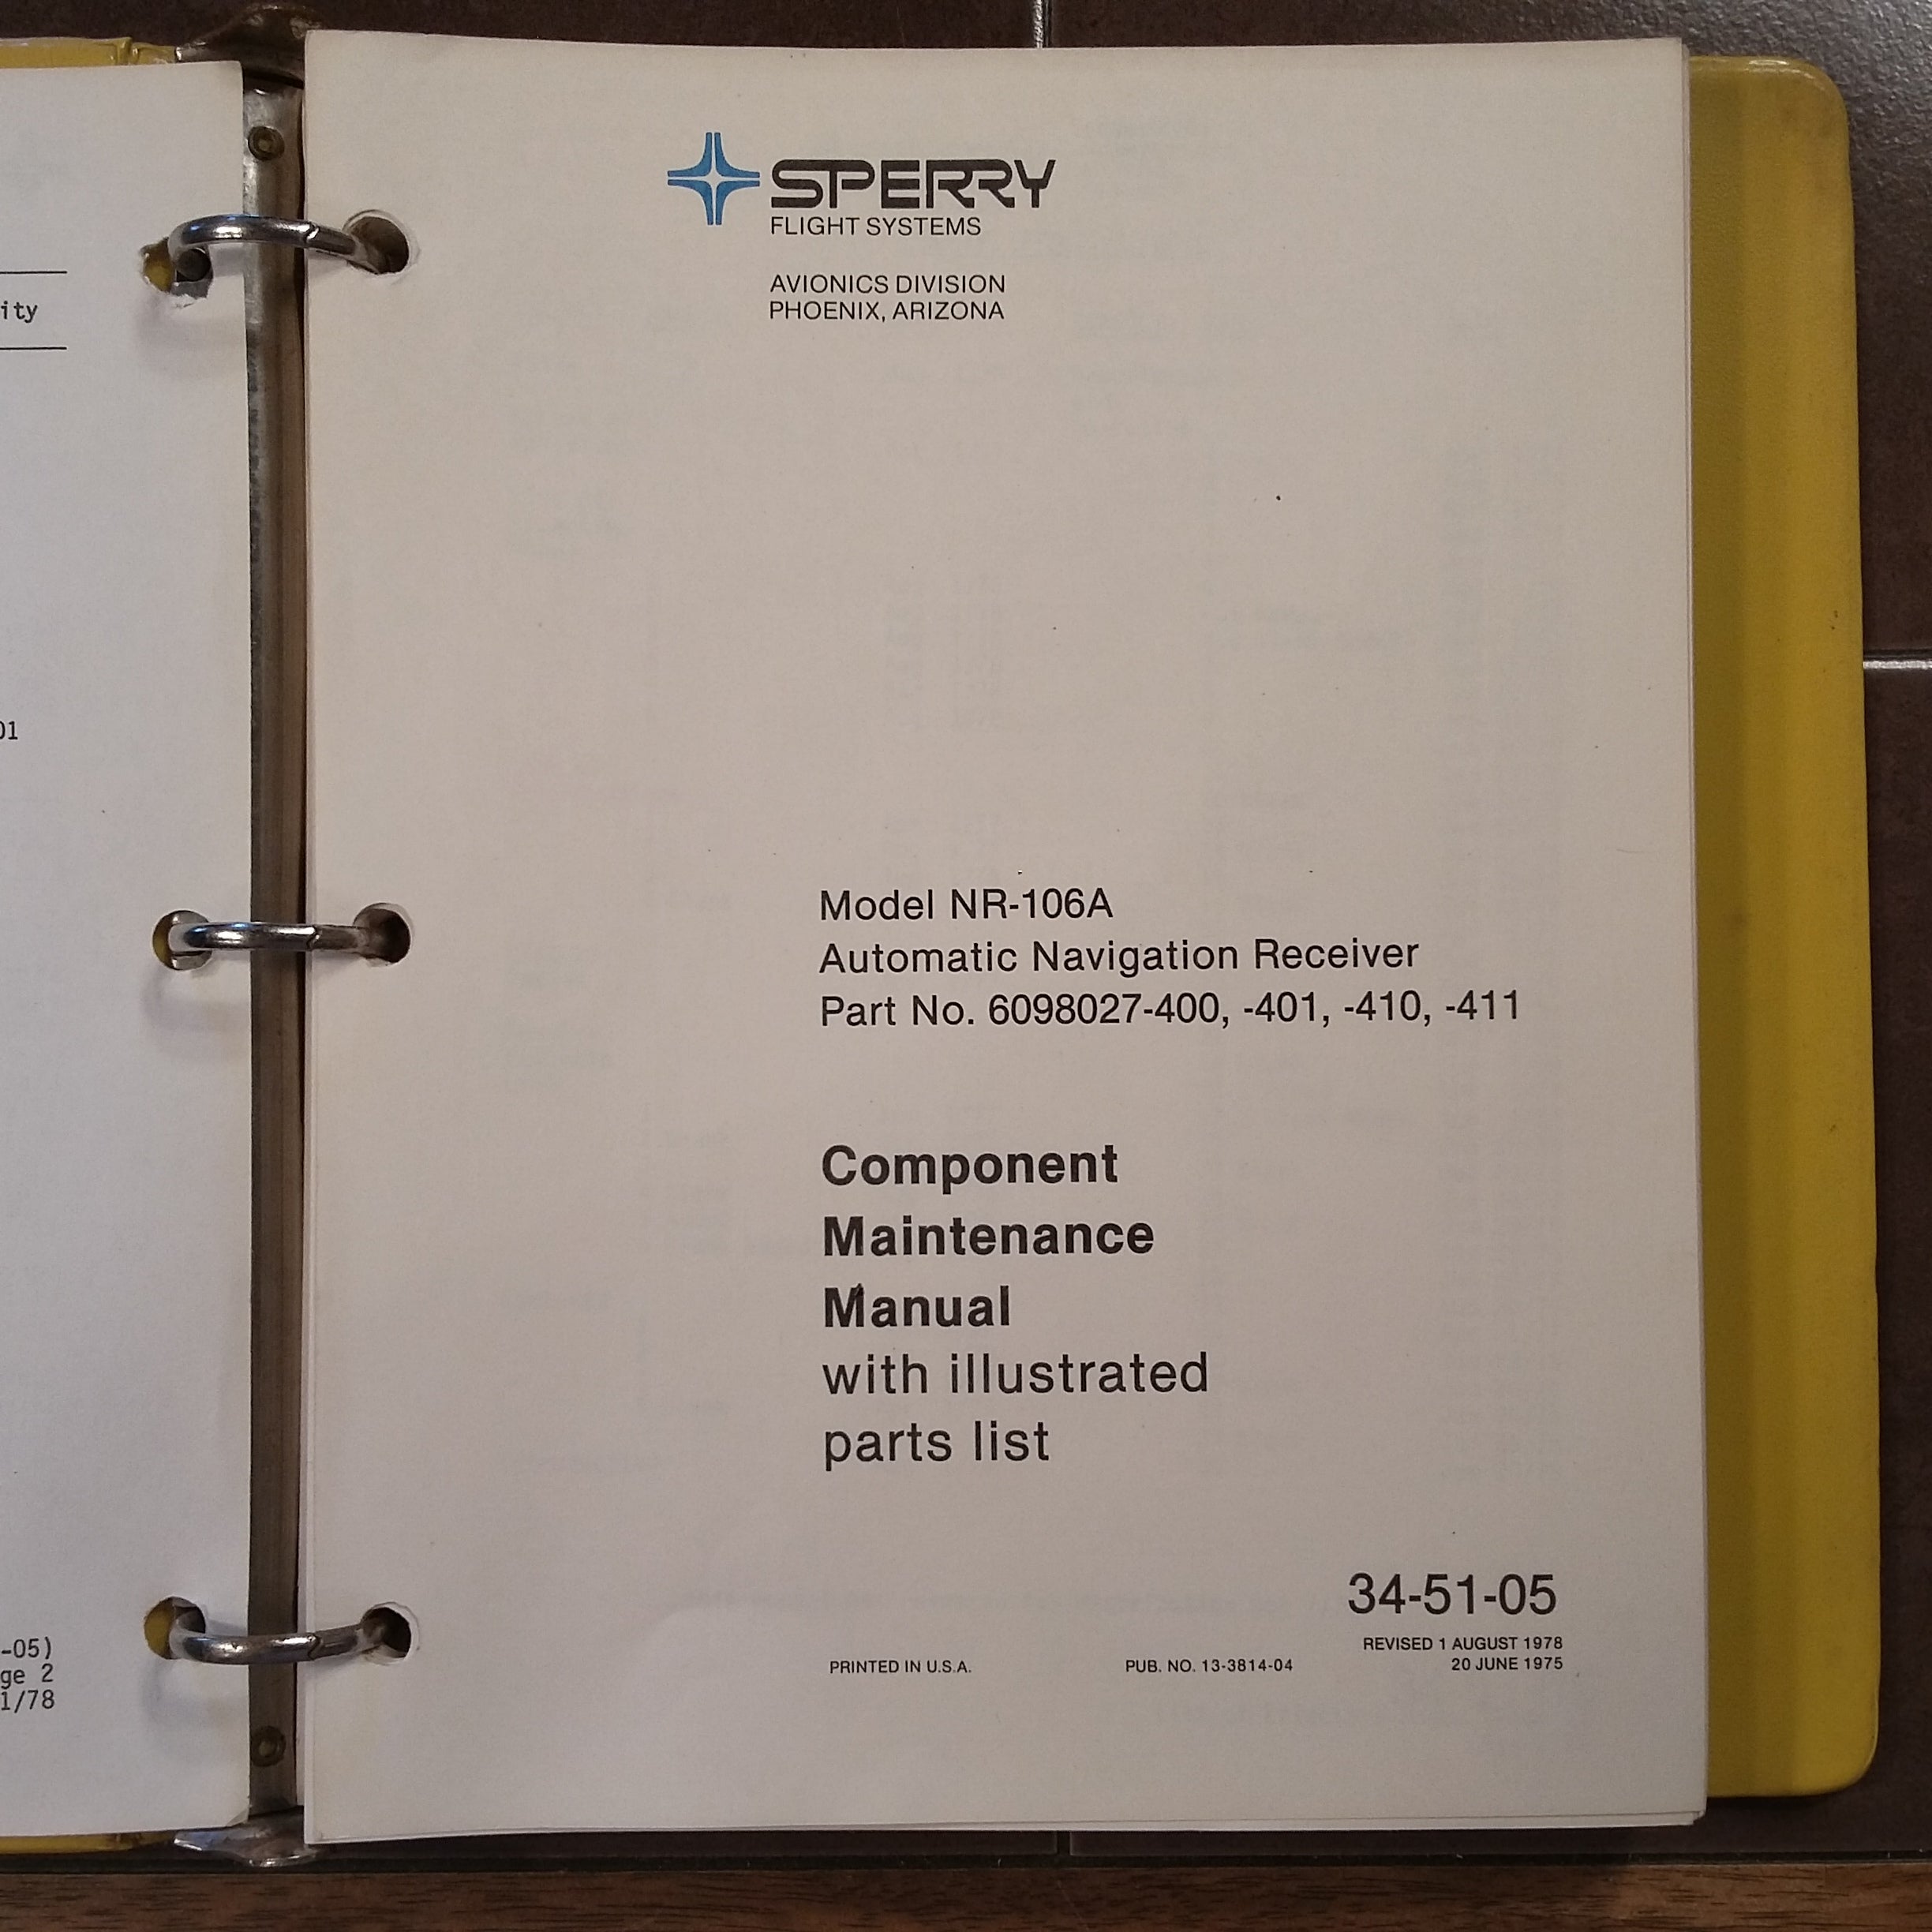 ity
01
-05)
ge 2
1/78
SPERRY
FLIGHT SYSTEMS
AVIONICS DIVISION
PHOENIX, ARIZONA
Model NR-106A
Automatic Navigation Receiver
Part No. 6098027-400, -401, -410, -411
Component
Maintenance
Manual
with illustrated
parts list
34-51-05
REVISED 1 AUGUST 1978
20 JUNE 1975
PRINTED IN U.S.A.
PUB. NO. 13-3814-04